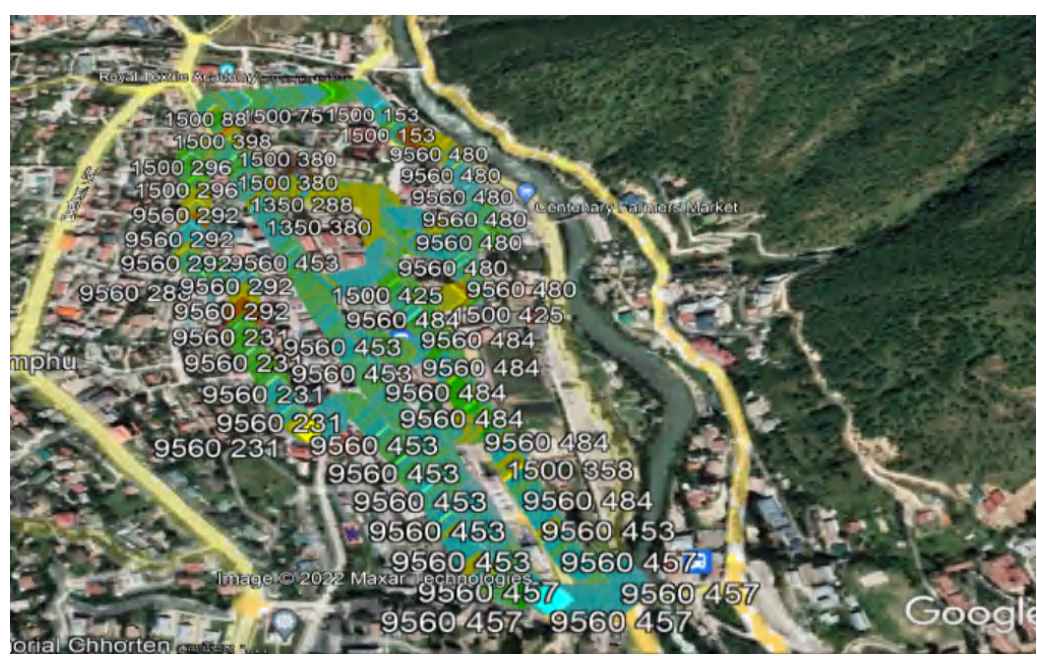 Royal Textile Academy
1500 88 1500 751 1500 153
1500 398 1500 153
1500 296 1500 380 9560 480
1500 296 1500 380 9560 480
9560 292 1350 288 9560 480
9560 292 1350 380 9560 480
Centenary Farmers Market
9560 480
9560 292 9560 453 9560 480
9560 288 9560 292 1500 425 9560 480
9560 292 9560 484 1500 425
9560 231 9560 453 9560 484
mphu 9560 231 9560 453 9560 484
9560 231 9560 484
9560 231 9560 484
9560 231 9560 453 9560 484
9560 453 1500 358
9560 453 9560 484
9560 453 9560 453
9560 453 9560 457
Image © 2022 Maxar Technologies
9560 457 9560 457
9560 457 9560 457
Google
orial Chhorten